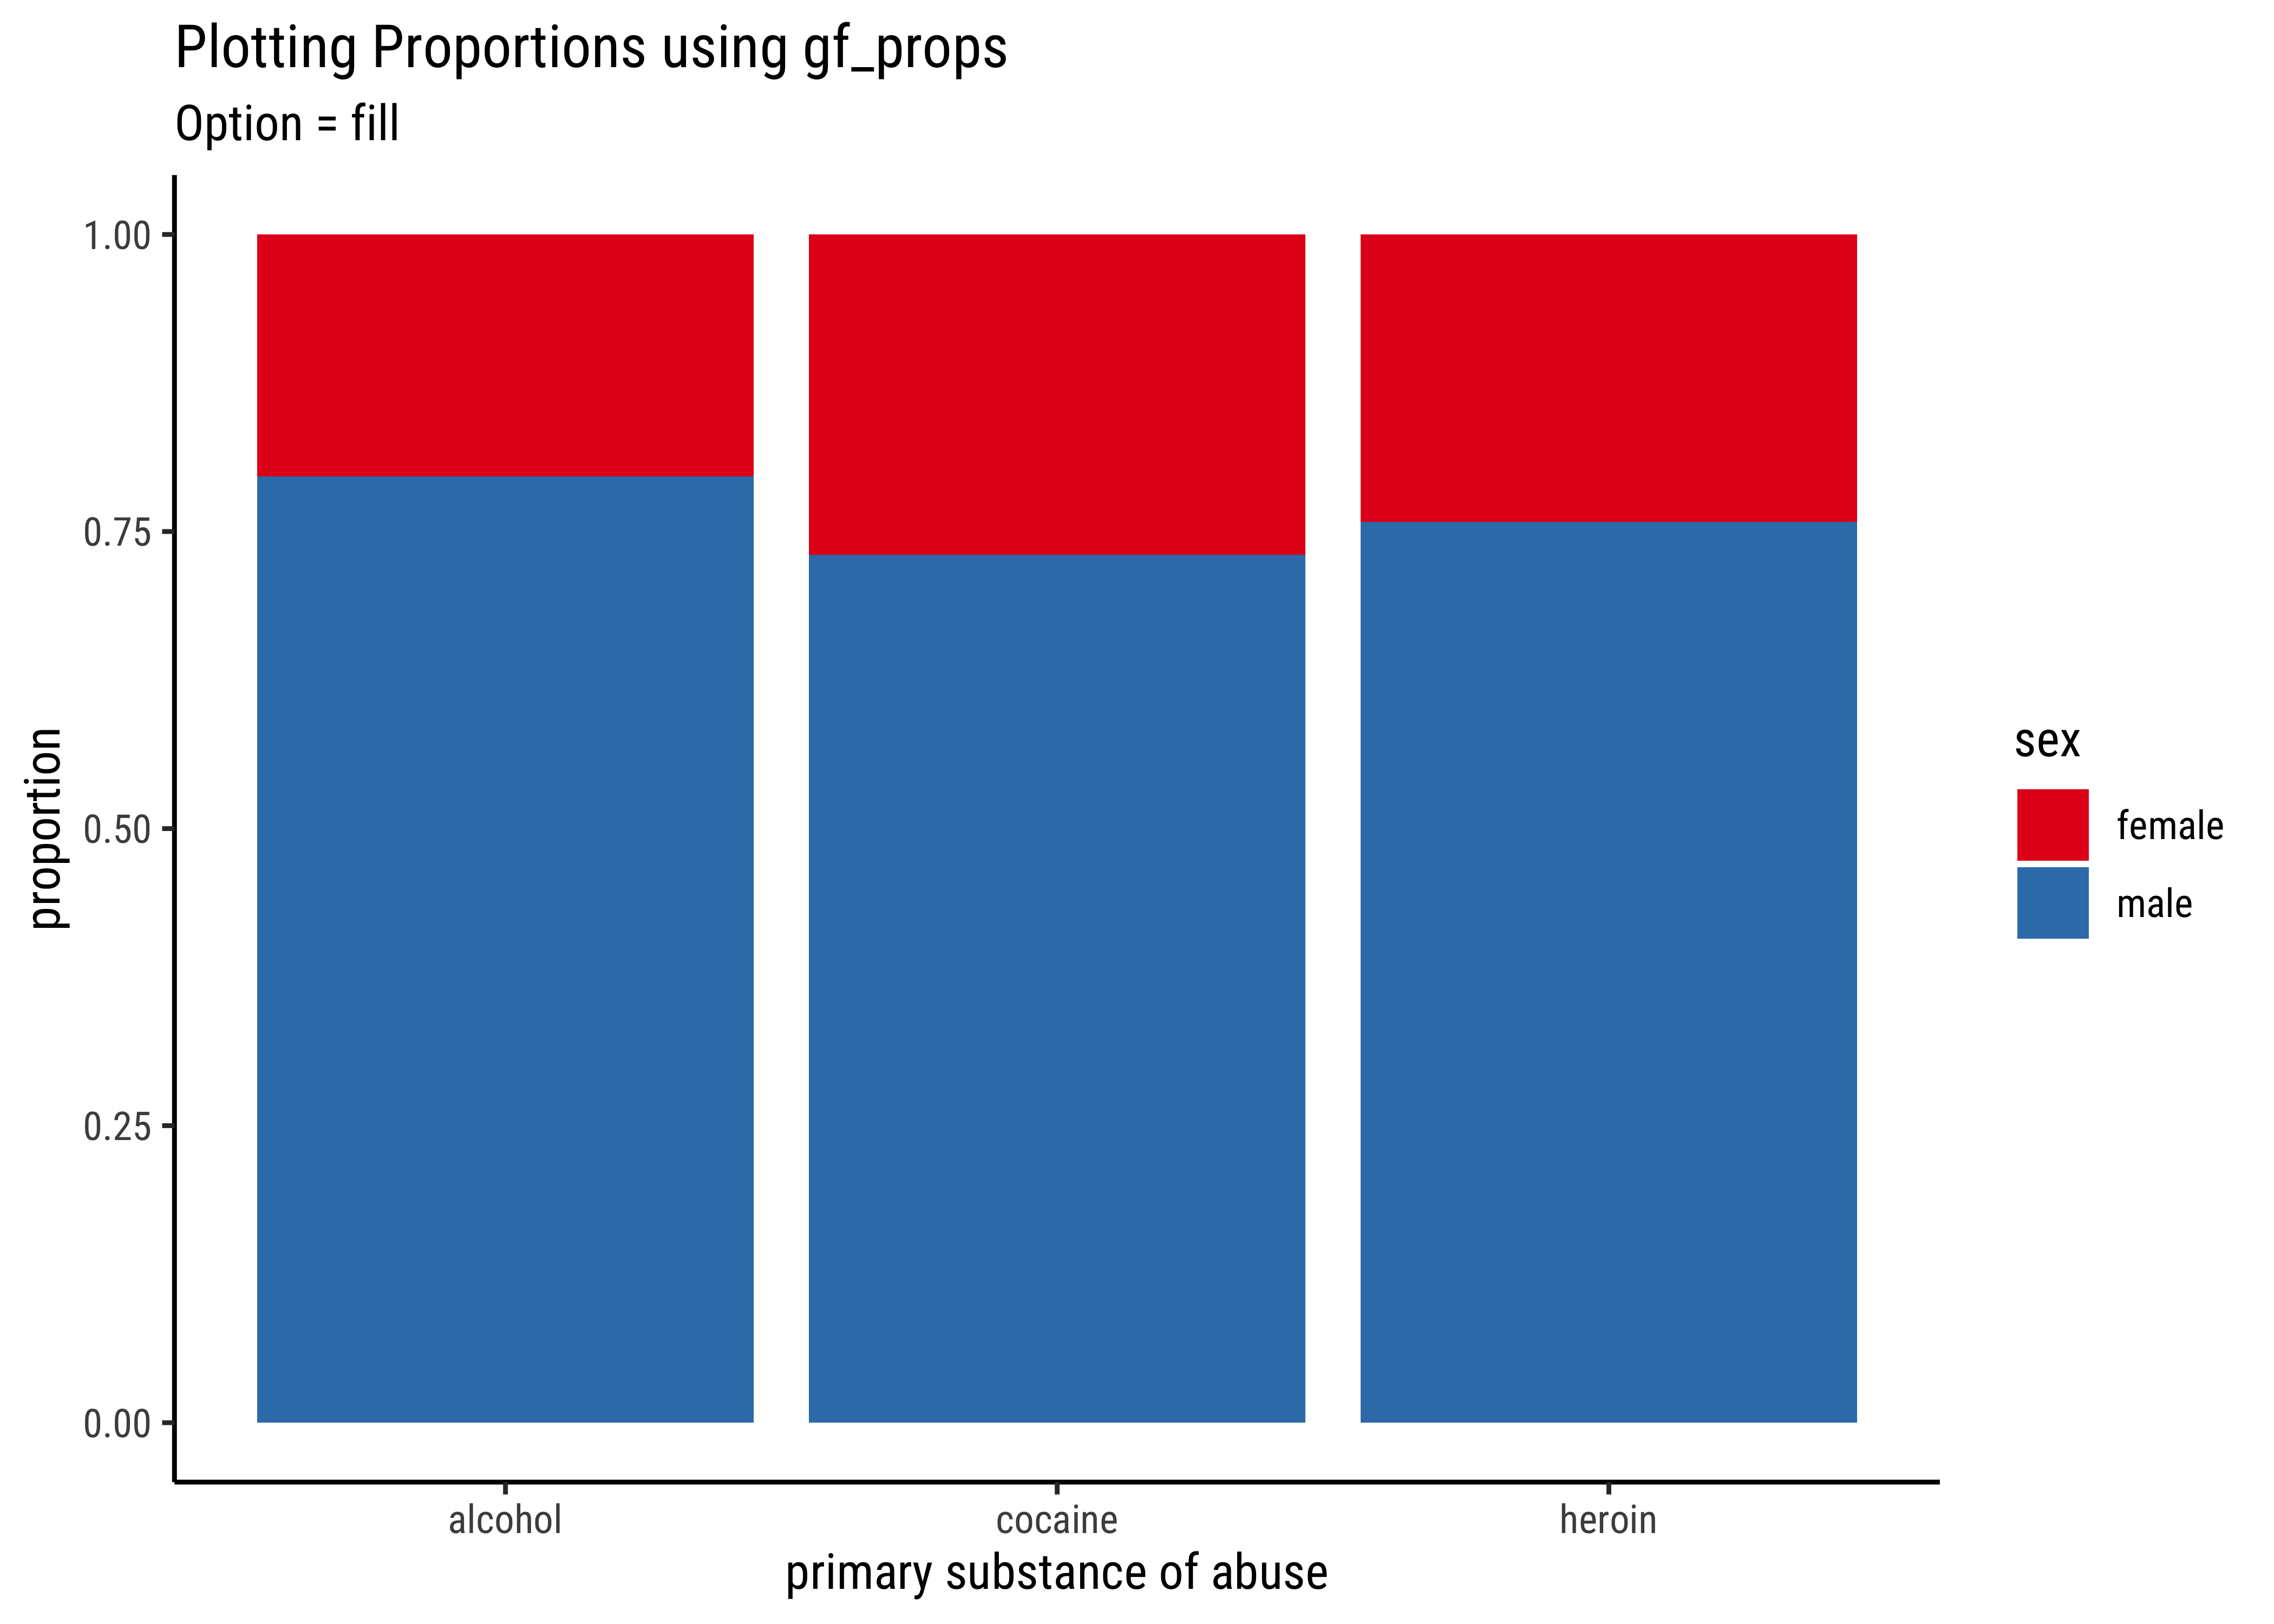 Plotting Proportions using gf_props
Option = fill
1.00
0.75
0.50
0.25
0.00
proportion
alcohol
cocaine
heroin
primary substance of abuse
sex
female
male